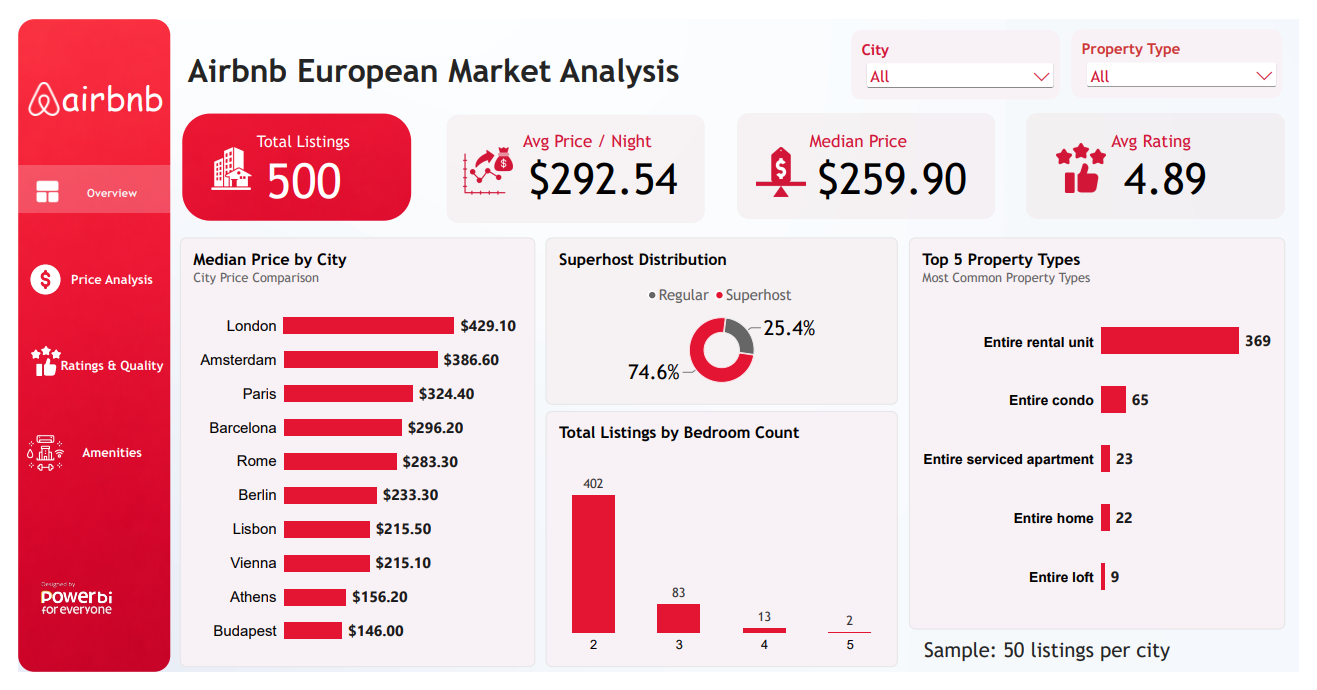 airbnb
Overview
Price Analysis
Ratings & Quality
Amenities
Designed by
Powerbi
for everyone
Airbnb European Market Analysis
City
All
Property Type
All
Total Listings
500
Avg Price / Night
$292.54
Median Price
$259.90
Avg Rating
4.89
Median Price by City
City Price Comparison
London $429.10
Amsterdam $386.60
Paris $324.40
Barcelona $296.20
Rome $283.30
Berlin $233.30
Lisbon $215.50
Vienna $215.10
Athens $156.20
Budapest $146.00
Superhost Distribution
Regular Superhost
25.4%
74.6%
Total Listings by Bedroom Count
402
83
13
2
2 3 4 5
Top 5 Property Types
Most Common Property Types
Entire rental unit 369
Entire condo 65
Entire serviced apartment 23
Entire home 22
Entire loft 9
Sample: 50 listings per city